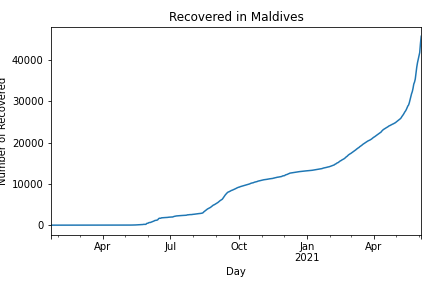 Recovered in Maldives
Number of Recovered
40000
30000
20000
10000
0
Apr
Jul
Oct
Jan
2021
Apr
Day